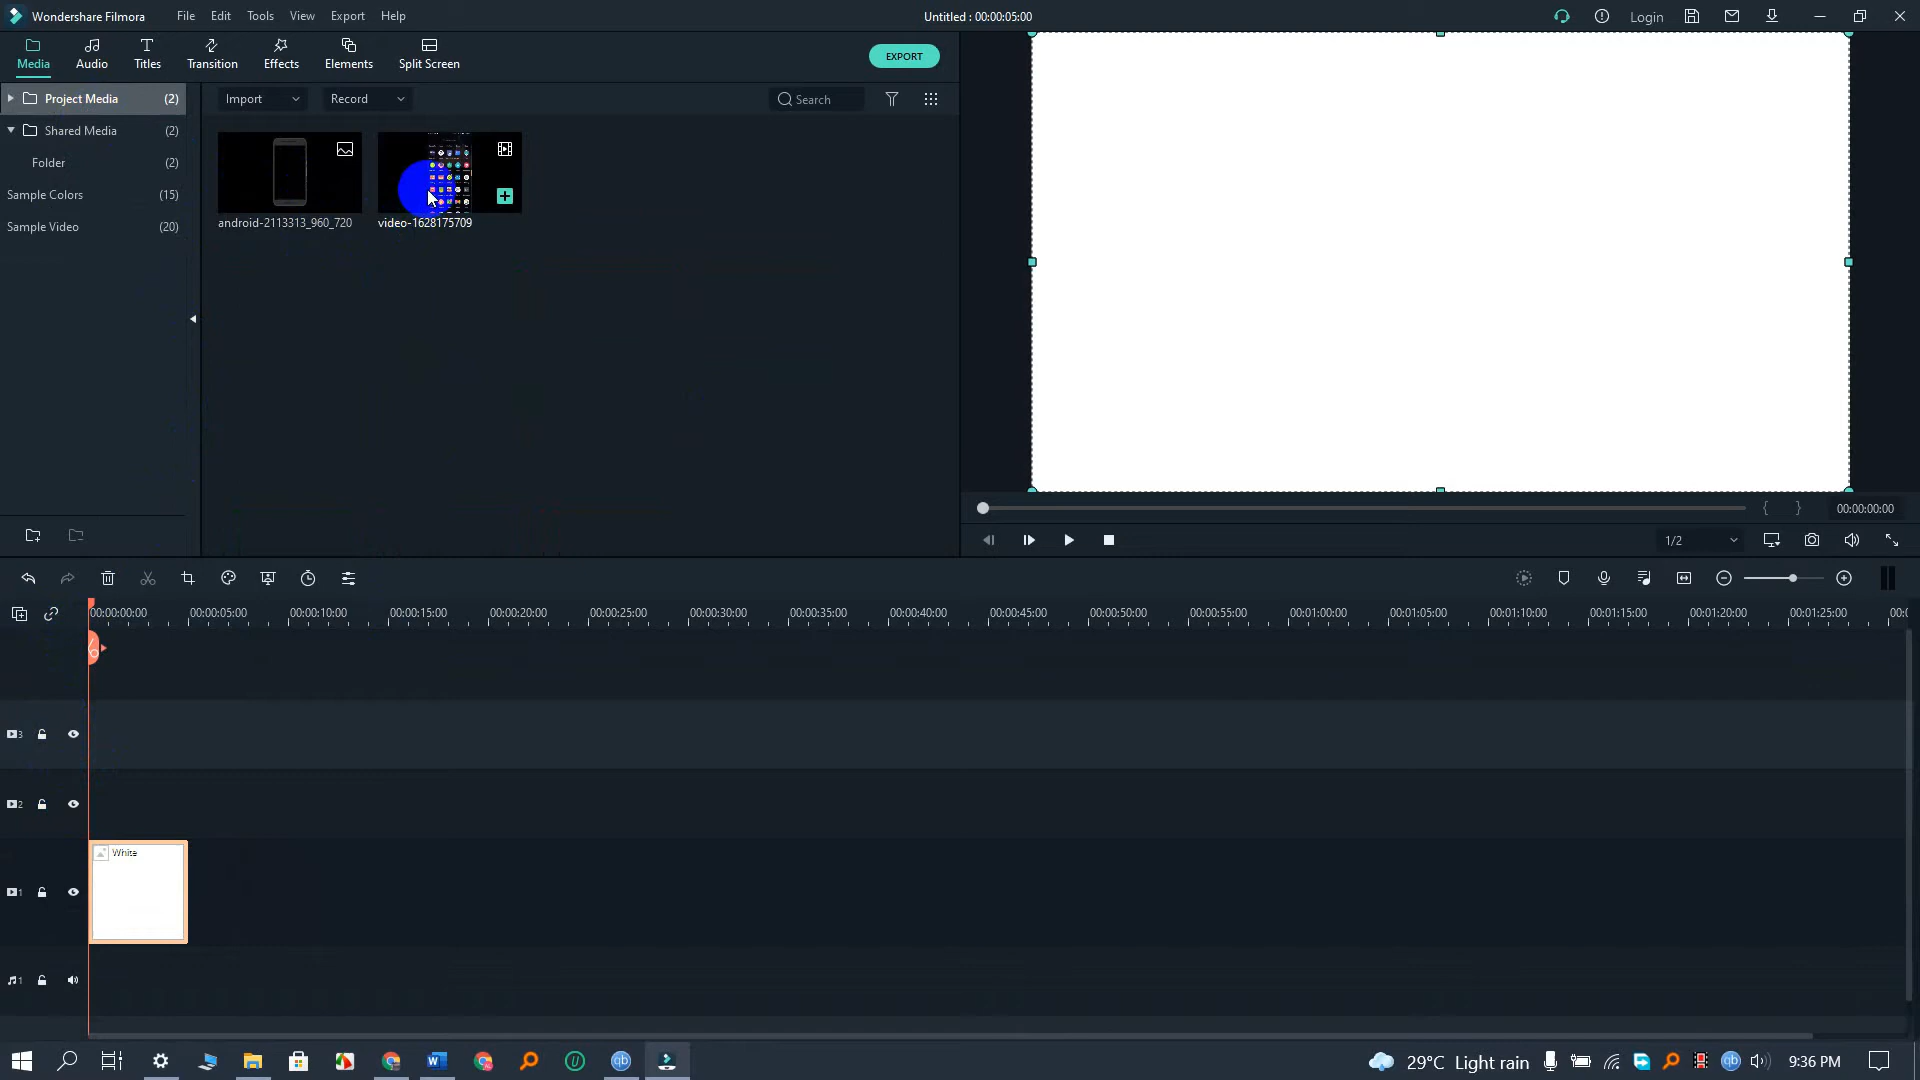 Wondershare Filmora File Edit Tools View Export Help Untitled : 00:00:05:00 Login
Media Audio Titles Transition Effects Elements Split Screen EXPORT
Project Media (2) Import Record Search
Shared Media (2)
Folder (2)
Sample Colors (15)
Sample Video (20)
android-2113313_960_720 video-1628175709
00:00:00:00
1/2
00:00:00:00 00:00:05:00 00:00:10:00 00:00:15:00 00:00:20:00 00:00:25:00 00:00:30:00 00:00:35:00 00:00:40:00 00:00:45:00 00:00:50:00 00:00:55:00 00:01:00:00 00:01:05:00 00:01:10:00 00:01:15:00 00:01:20:00 00:01:25:00 00:0
3
2
White
1
1
29°C Light rain 9:36 PM